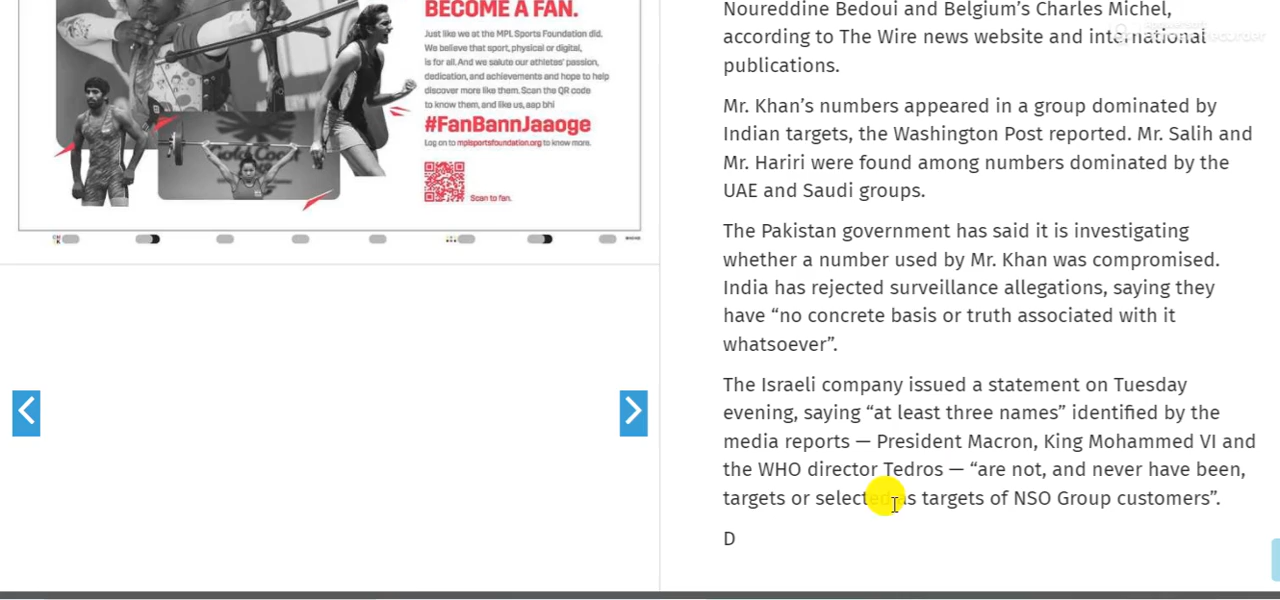 BECOME A FAN.
Just like we at the MPL Sports Foundation did.
We believe that sport, physical or digital,
is for all. And we salute our athletes' passion,
dedication, and achievements and hope to help
discover more like them. Scan the QR code
to know them, and like us, aap bhi
#FanBannJaaoge
Log on to mplsportsfoundation.org to know more.
Scan to fan.
Noureddine Bedoui and Belgium’s Charles Michel,
according to The Wire news website and international
publications.
Mr. Khan’s numbers appeared in a group dominated by
Indian targets, the Washington Post reported. Mr. Salih and
Mr. Hariri were found among numbers dominated by the
UAE and Saudi groups.
The Pakistan government has said it is investigating
whether a number used by Mr. Khan was compromised.
India has rejected surveillance allegations, saying they
have “no concrete basis or truth associated with it
whatsoever”.
The Israeli company issued a statement on Tuesday
evening, saying “at least three names” identified by the
media reports — President Macron, King Mohammed VI and
the WHO director Tedros — “are not, and never have been,
targets or selected as targets of NSO Group customers”.
D